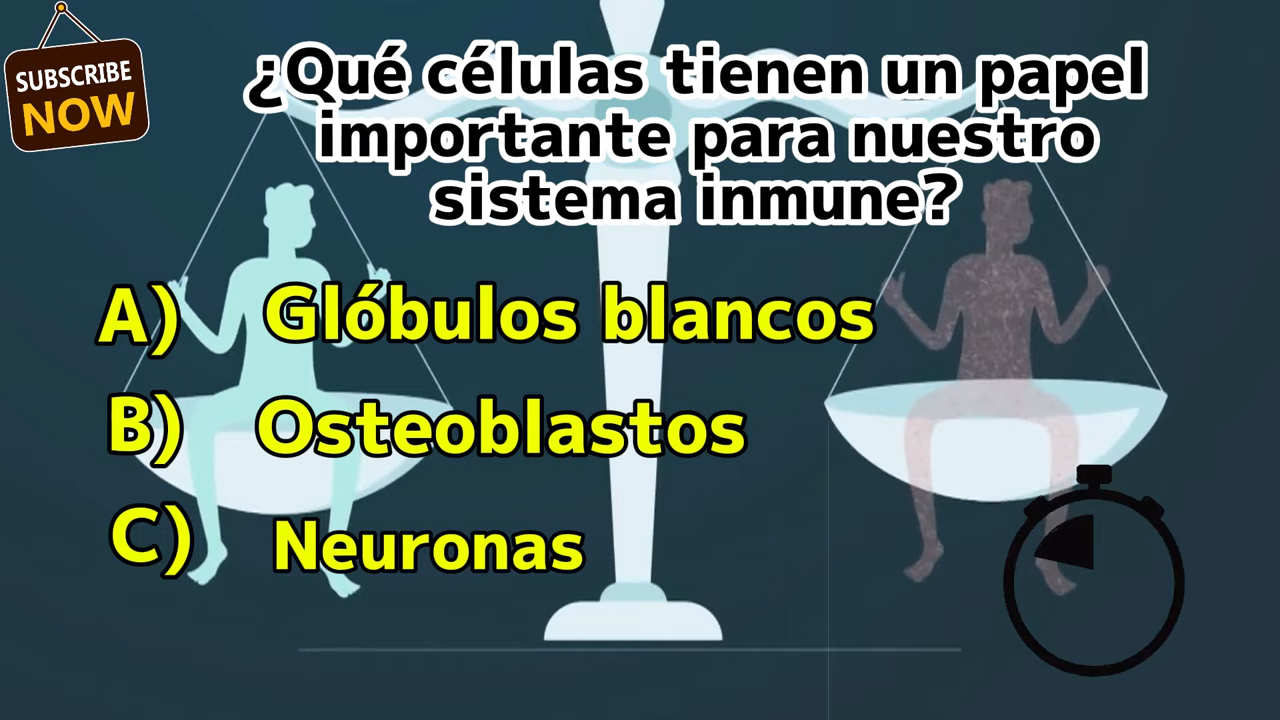 SUBSCRIBE
NOW
¿Qué células tienen un papel
importante para nuestro
sistema inmune?
A) Glóbulos blancos
B) Osteoblastos
C) Neuronas